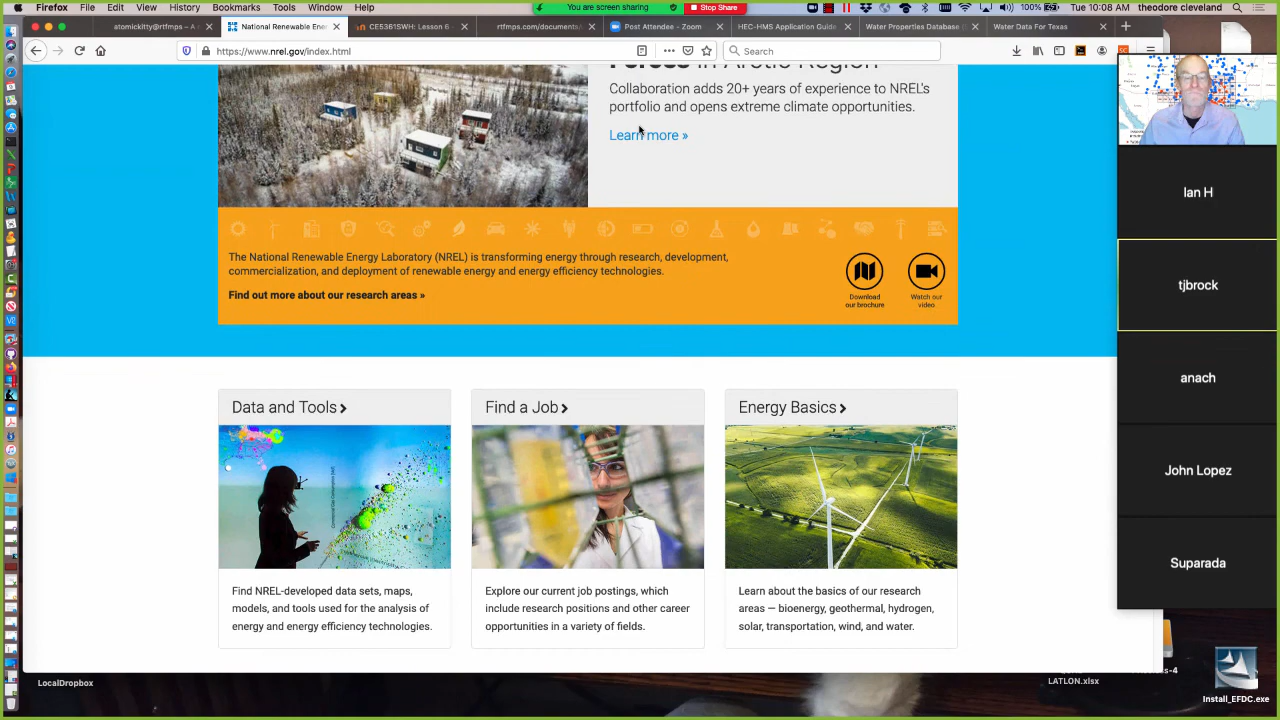 Firefox File Edit View History Bookmarks Tools Window Help
You are screen sharing Stop Share
100% Tue 10:08 AM theodore cleveland
atomickitty@rtfmps - A
National Renewable Ene
CE5361SWH: Lesson 6
rtfmps.com/documents/
Post Attendee - Zoom
HEC-HMS Application Guide
Water Properties Database (
Water Data For Texas
https://www.nrel.gov/index.html
Search
Collaboration adds 20+ years of experience to NREL's
portfolio and opens extreme climate opportunities.
Learn more »
The National Renewable Energy Laboratory (NREL) is transforming energy through research, development,
commercialization, and deployment of renewable energy and energy efficiency technologies.
Find out more about our research areas »
Download
our brochure
Watch our
video
Data and Tools
Find NREL-developed data sets, maps,
models, and tools used for the analysis of
energy and energy efficiency technologies.
Find a Job
Explore our current job postings, which
include research positions and other career
opportunities in a variety of fields.
Energy Basics
Learn about the basics of our research
areas — bioenergy, geothermal, hydrogen,
solar, transportation, wind, and water.
Ian H
tjbrock
anach
John Lopez
Suparada
LocalDropbox
LATLON.xlsx
Install_EFDC.exe